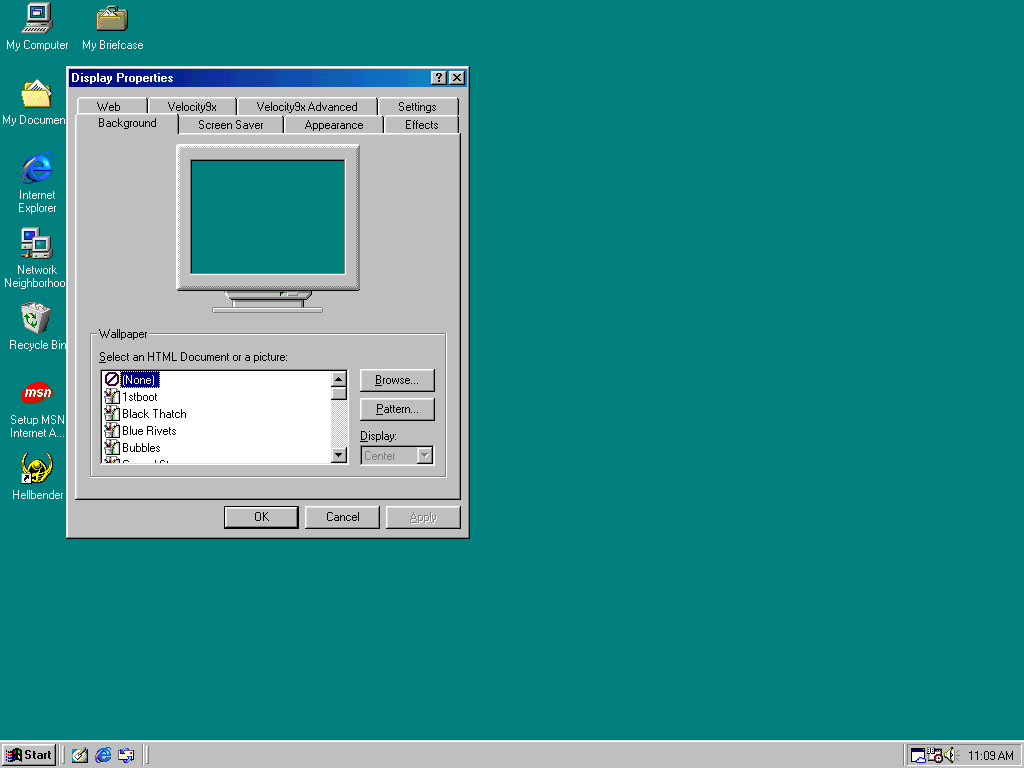 My Computer
My Briefcase
My Documen
Internet
Explorer
Network
Neighborhoo
Recycle Bin
msn
Setup MSN
Internet A...
Hellbender
Display Properties
Web
Velocity9x
Velocity9x Advanced
Settings
Background
Screen Saver
Appearance
Effects
Wallpaper
Select an HTML Document or a picture:
(None)
1stboot
Black Thatch
Blue Rivets
Bubbles
Browse...
Pattern...
Display:
Center
OK
Cancel
Apply
Start
11:09 AM